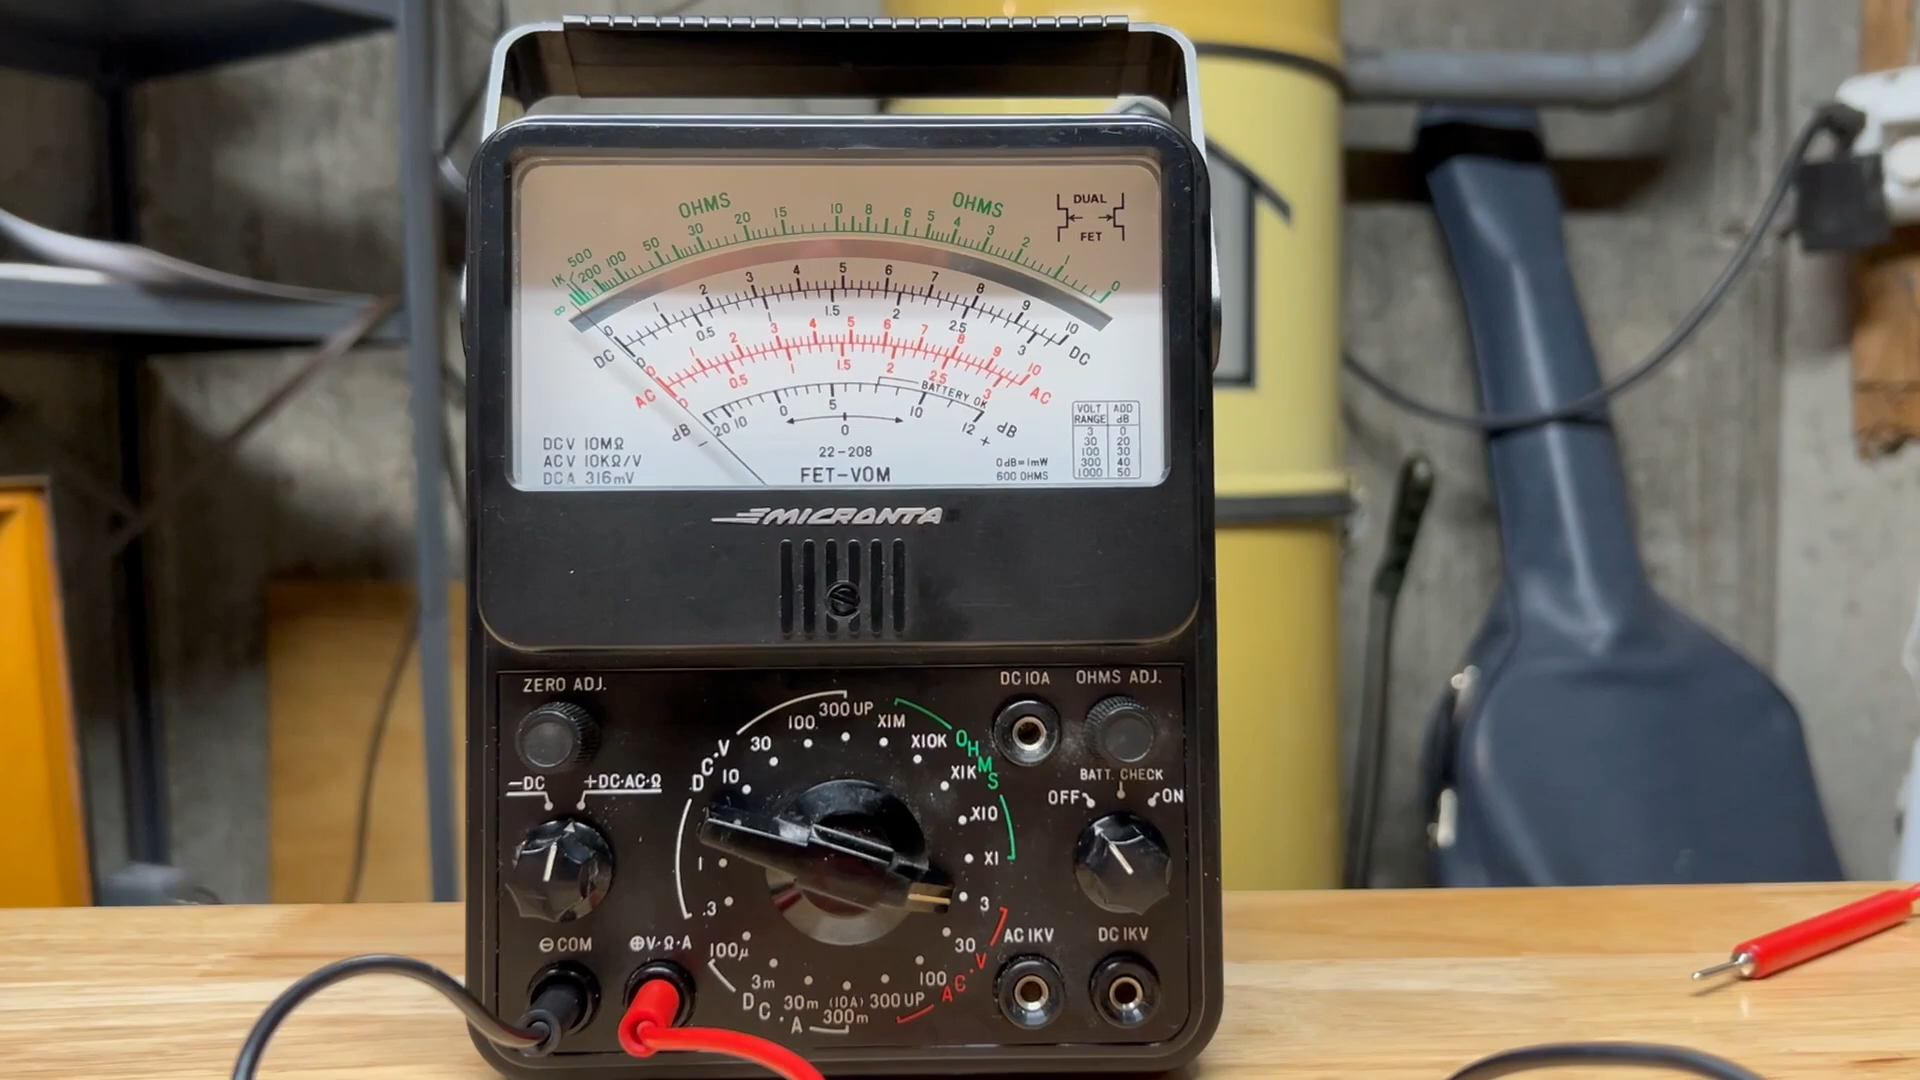 OHMS OHMS
DUAL
FET
∞ 1K 500 200 100 50 30 20 15 10 8 6 5 4 3 2 1 0
0 1 2 3 4 5 6 7 8 9 10
DC 0 0.5 1 1.5 2 2.5 3 DC
0 1 2 3 4 5 6 7 8 9 10
AC 0 0.5 1 1.5 2 2.5 3 AC
BATTERY OK
dB – 20 10 0 5 10 12 + dB
0
DCV 10MΩ
ACV 10KΩ/V
DCA 316mV
22-208
FET-VOM
0dB=1mW
600 OHMS
VOLT RANGE ADD dB
3 0
30 20
100 30
300 40
1000 50
MICRONTA
ZERO ADJ.
DC 10A
OHMS ADJ.
–DC
+DC·AC·Ω
D C·V
.3 1 10 30 100 300 UP
X1M X10K X1K X10 X1
OHMS
BATT. CHECK
OFF ON
3 30 100 300 UP
AC·V
100μ 3m 30m (10A) 300m
DC·A
⊖COM
⊕V·Ω·A
AC 1KV
DC 1KV